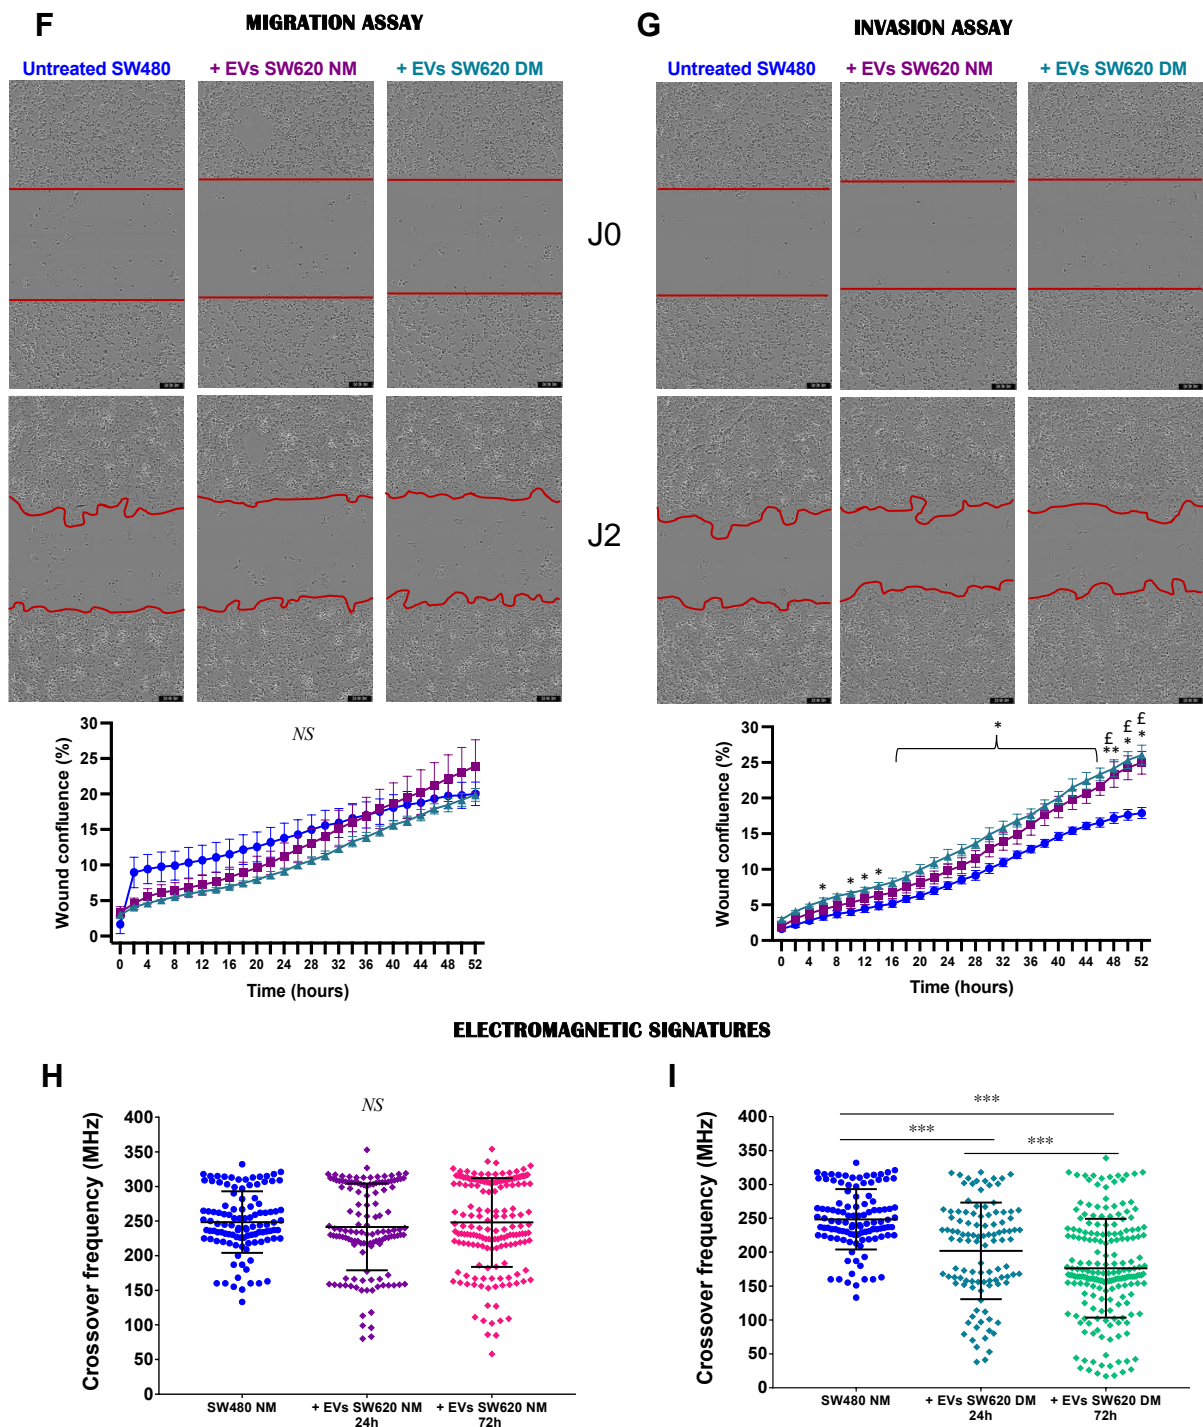 F
MIGRATION ASSAY
G
INVASION ASSAY
Untreated SW480
+ EVs SW620 NM
+ EVs SW620 DM
Untreated SW480
+ EVs SW620 NM
+ EVs SW620 DM
J0
J2
30
25
20
15
10
5
0
Wound confluence (%)
NS
0 4 8 12 16 20 24 28 32 36 40 44 48 52
Time (hours)
30
25
20
15
10
5
0
Wound confluence (%)
* * * *
*
£ £ £
** * *
0 4 8 12 16 20 24 28 32 36 40 44 48 52
Time (hours)
ELECTROMAGNETIC SIGNATURES
H
NS
400
350
300
250
200
150
100
50
0
Crossover frequency (MHz)
SW480 NM
+ EVs SW620 NM
24h
+ EVs SW620 NM
72h
I
***
***
***
400
350
300
250
200
150
100
50
0
Crossover frequency (MHz)
SW480 NM
+ EVs SW620 DM
24h
+ EVs SW620 DM
72h